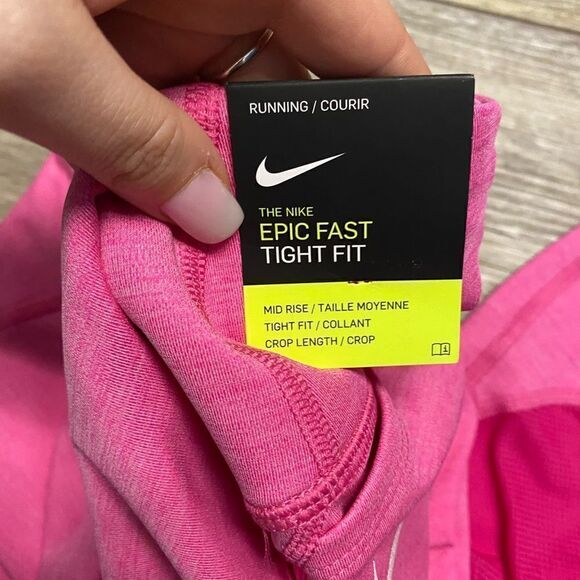 RUNNING / COURIR
THE NIKE
EPIC FAST
TIGHT FIT
MID RISE / TAILLE MOYENNE
TIGHT FIT / COLLANT
CROP LENGTH / CROP
i